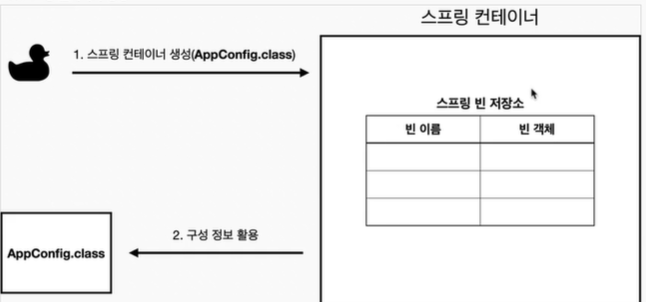 스프링 컨테이너
1. 스프링 컨테이너 생성(AppConfig.class)
스프링 빈 저장소
빈 이름
빈 객체
2. 구성 정보 활용
AppConfig.class